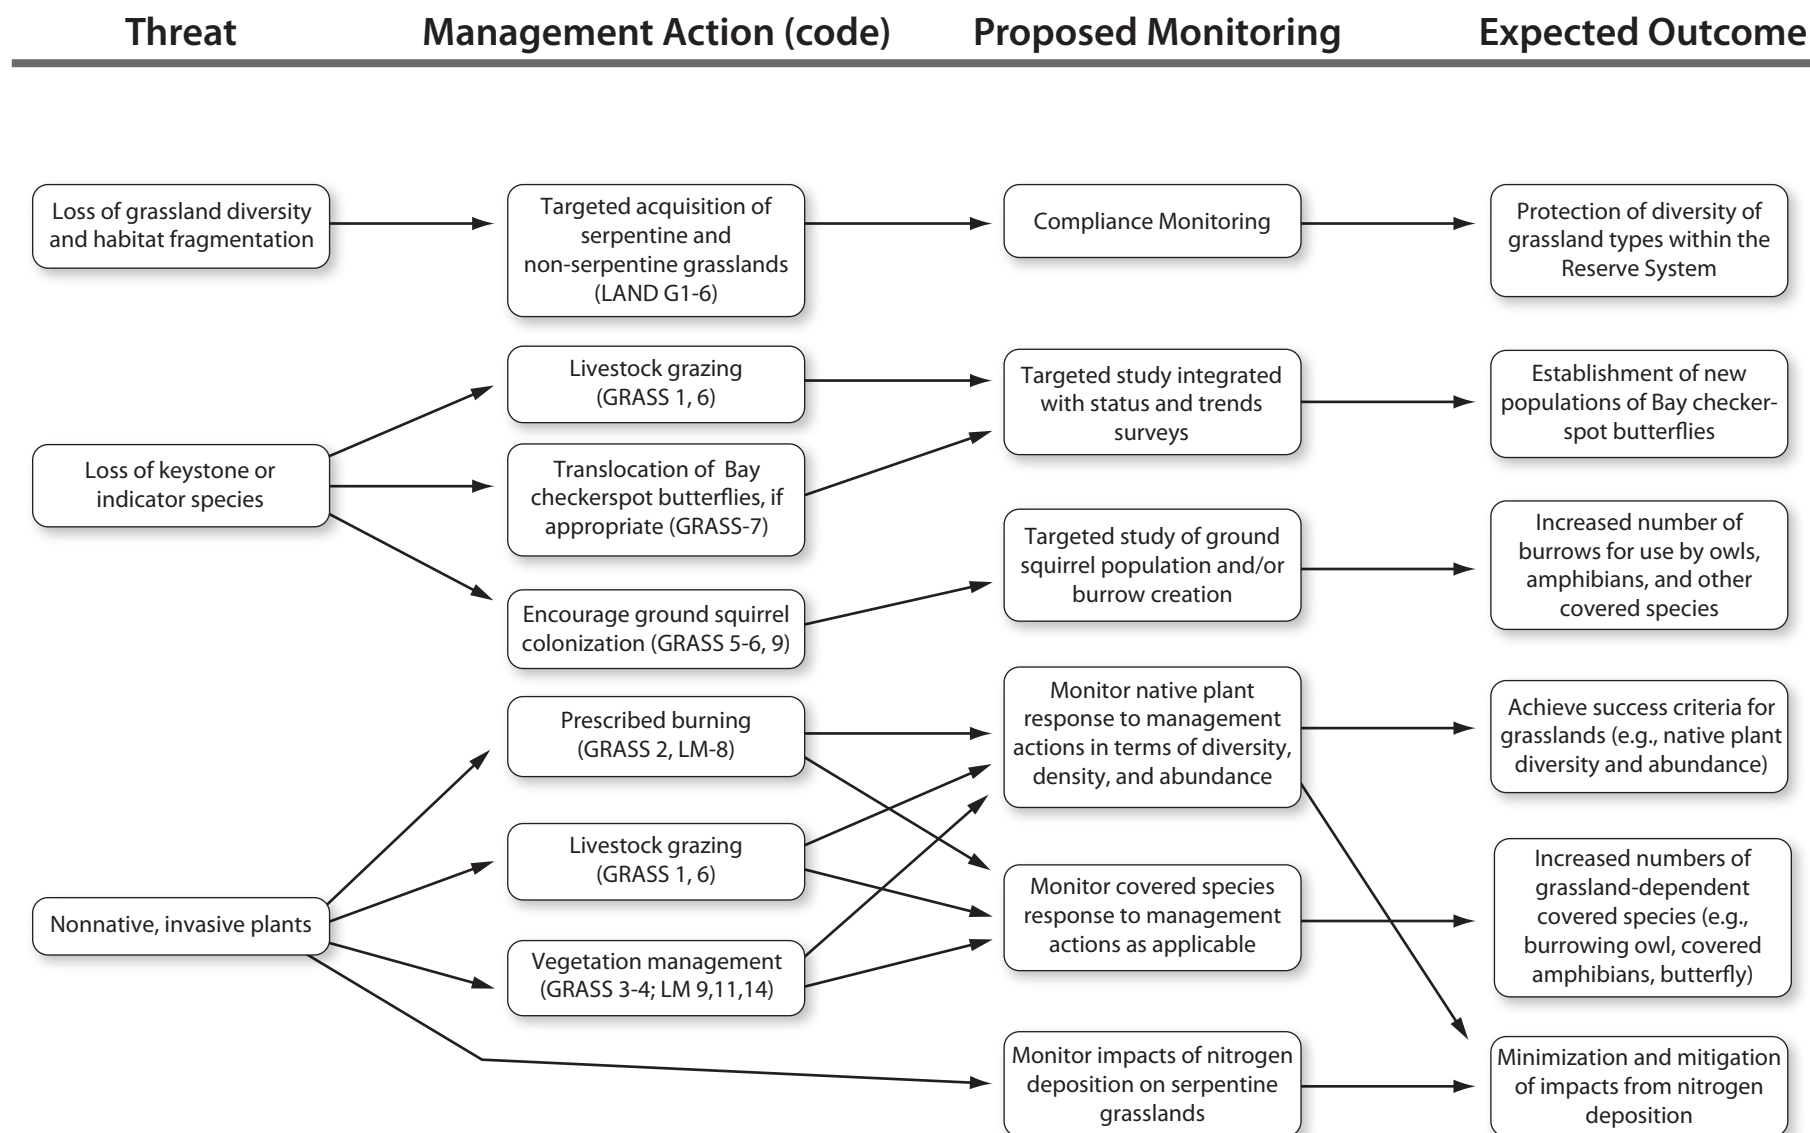 Threat
Management Action (code)
Proposed Monitoring
Expected Outcome
Loss of grassland diversity
and habitat fragmentation
Targeted acquisition of
serpentine and
non-serpentine grasslands
(LAND G1-6)
Compliance Monitoring
Protection of diversity of
grassland types within the
Reserve System
Loss of keystone or
indicator species
Livestock grazing
(GRASS 1, 6)
Translocation of Bay
checkerspot butterflies, if
appropriate (GRASS-7)
Encourage ground squirrel
colonization (GRASS 5-6, 9)
Targeted study integrated
with status and trends
surveys
Targeted study of ground
squirrel population and/or
burrow creation
Establishment of new
populations of Bay checker-
spot butterflies
Increased number of
burrows for use by owls,
amphibians, and other
covered species
Nonnative, invasive plants
Prescribed burning
(GRASS 2, LM-8)
Livestock grazing
(GRASS 1, 6)
Vegetation management
(GRASS 3-4; LM 9,11,14)
Monitor native plant
response to management
actions in terms of diversity,
density, and abundance
Monitor covered species
response to management
actions as applicable
Monitor impacts of nitrogen
deposition on serpentine
grasslands
Achieve success criteria for
grasslands (e.g., native plant
diversity and abundance)
Increased numbers of
grassland-dependent
covered species (e.g.,
burrowing owl, covered
amphibians, butterfly)
Minimization and mitigation
of impacts from nitrogen
deposition